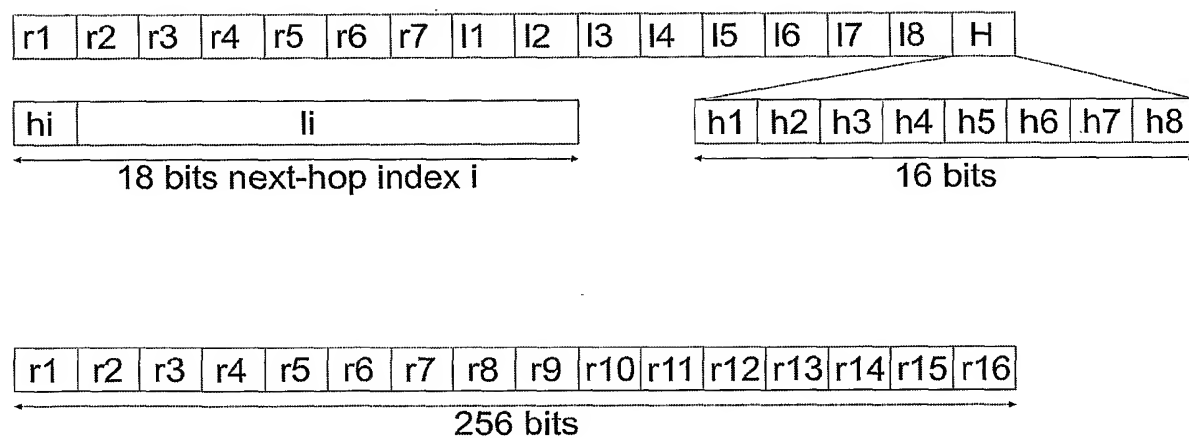 r1 r2 r3 r4 r5 r6 r7 l1 l2 l3 l4 l5 l6 l7 l8 H
hi li h1 h2 h3 h4 h5 h6 h7 h8
18 bits next-hop index i 16 bits
r1 r2 r3 r4 r5 r6 r7 r8 r9 r10 r11 r12 r13 r14 r15 r16
256 bits